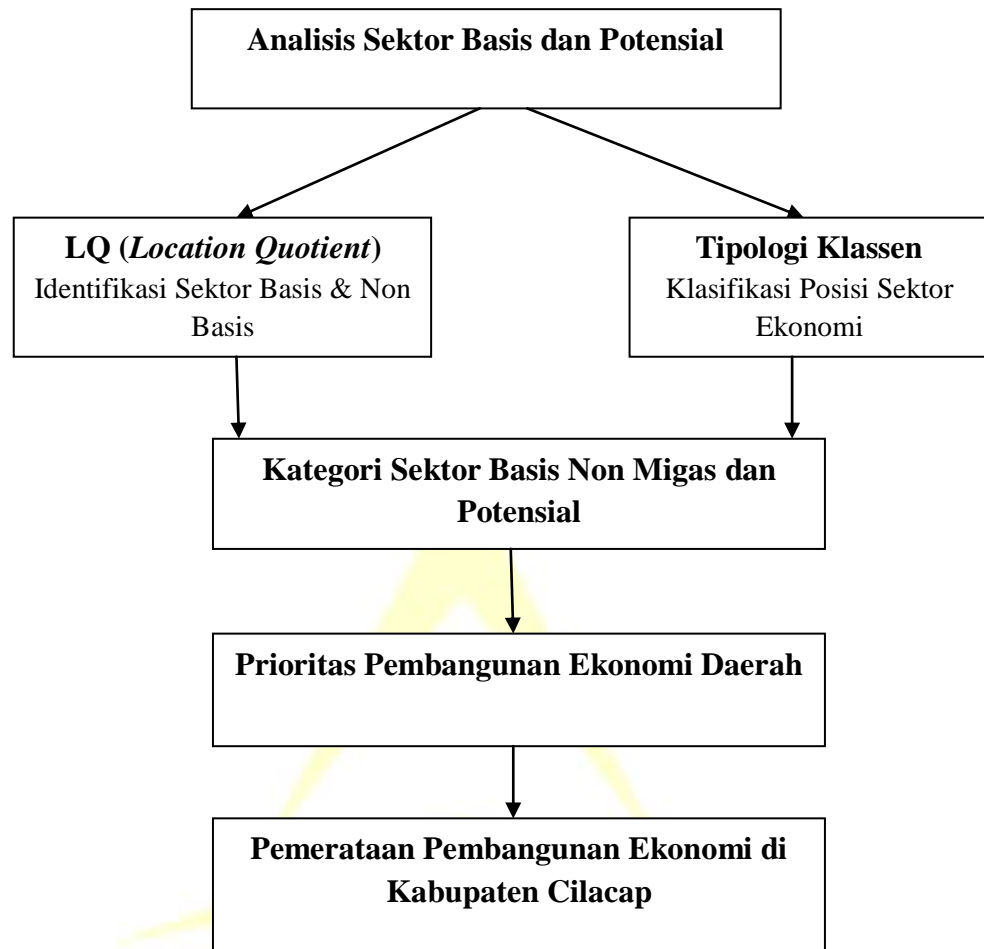 Analisis Sektor Basis dan Potensial
LQ (Location Quotient)
Identifikasi Sektor Basis & Non
Basis
Tipologi Klassen
Klasifikasi Posisi Sektor
Ekonomi
Kategori Sektor Basis Non Migas dan
Potensial
Prioritas Pembangunan Ekonomi Daerah
Pemerataan Pembangunan Ekonomi di
Kabupaten Cilacap